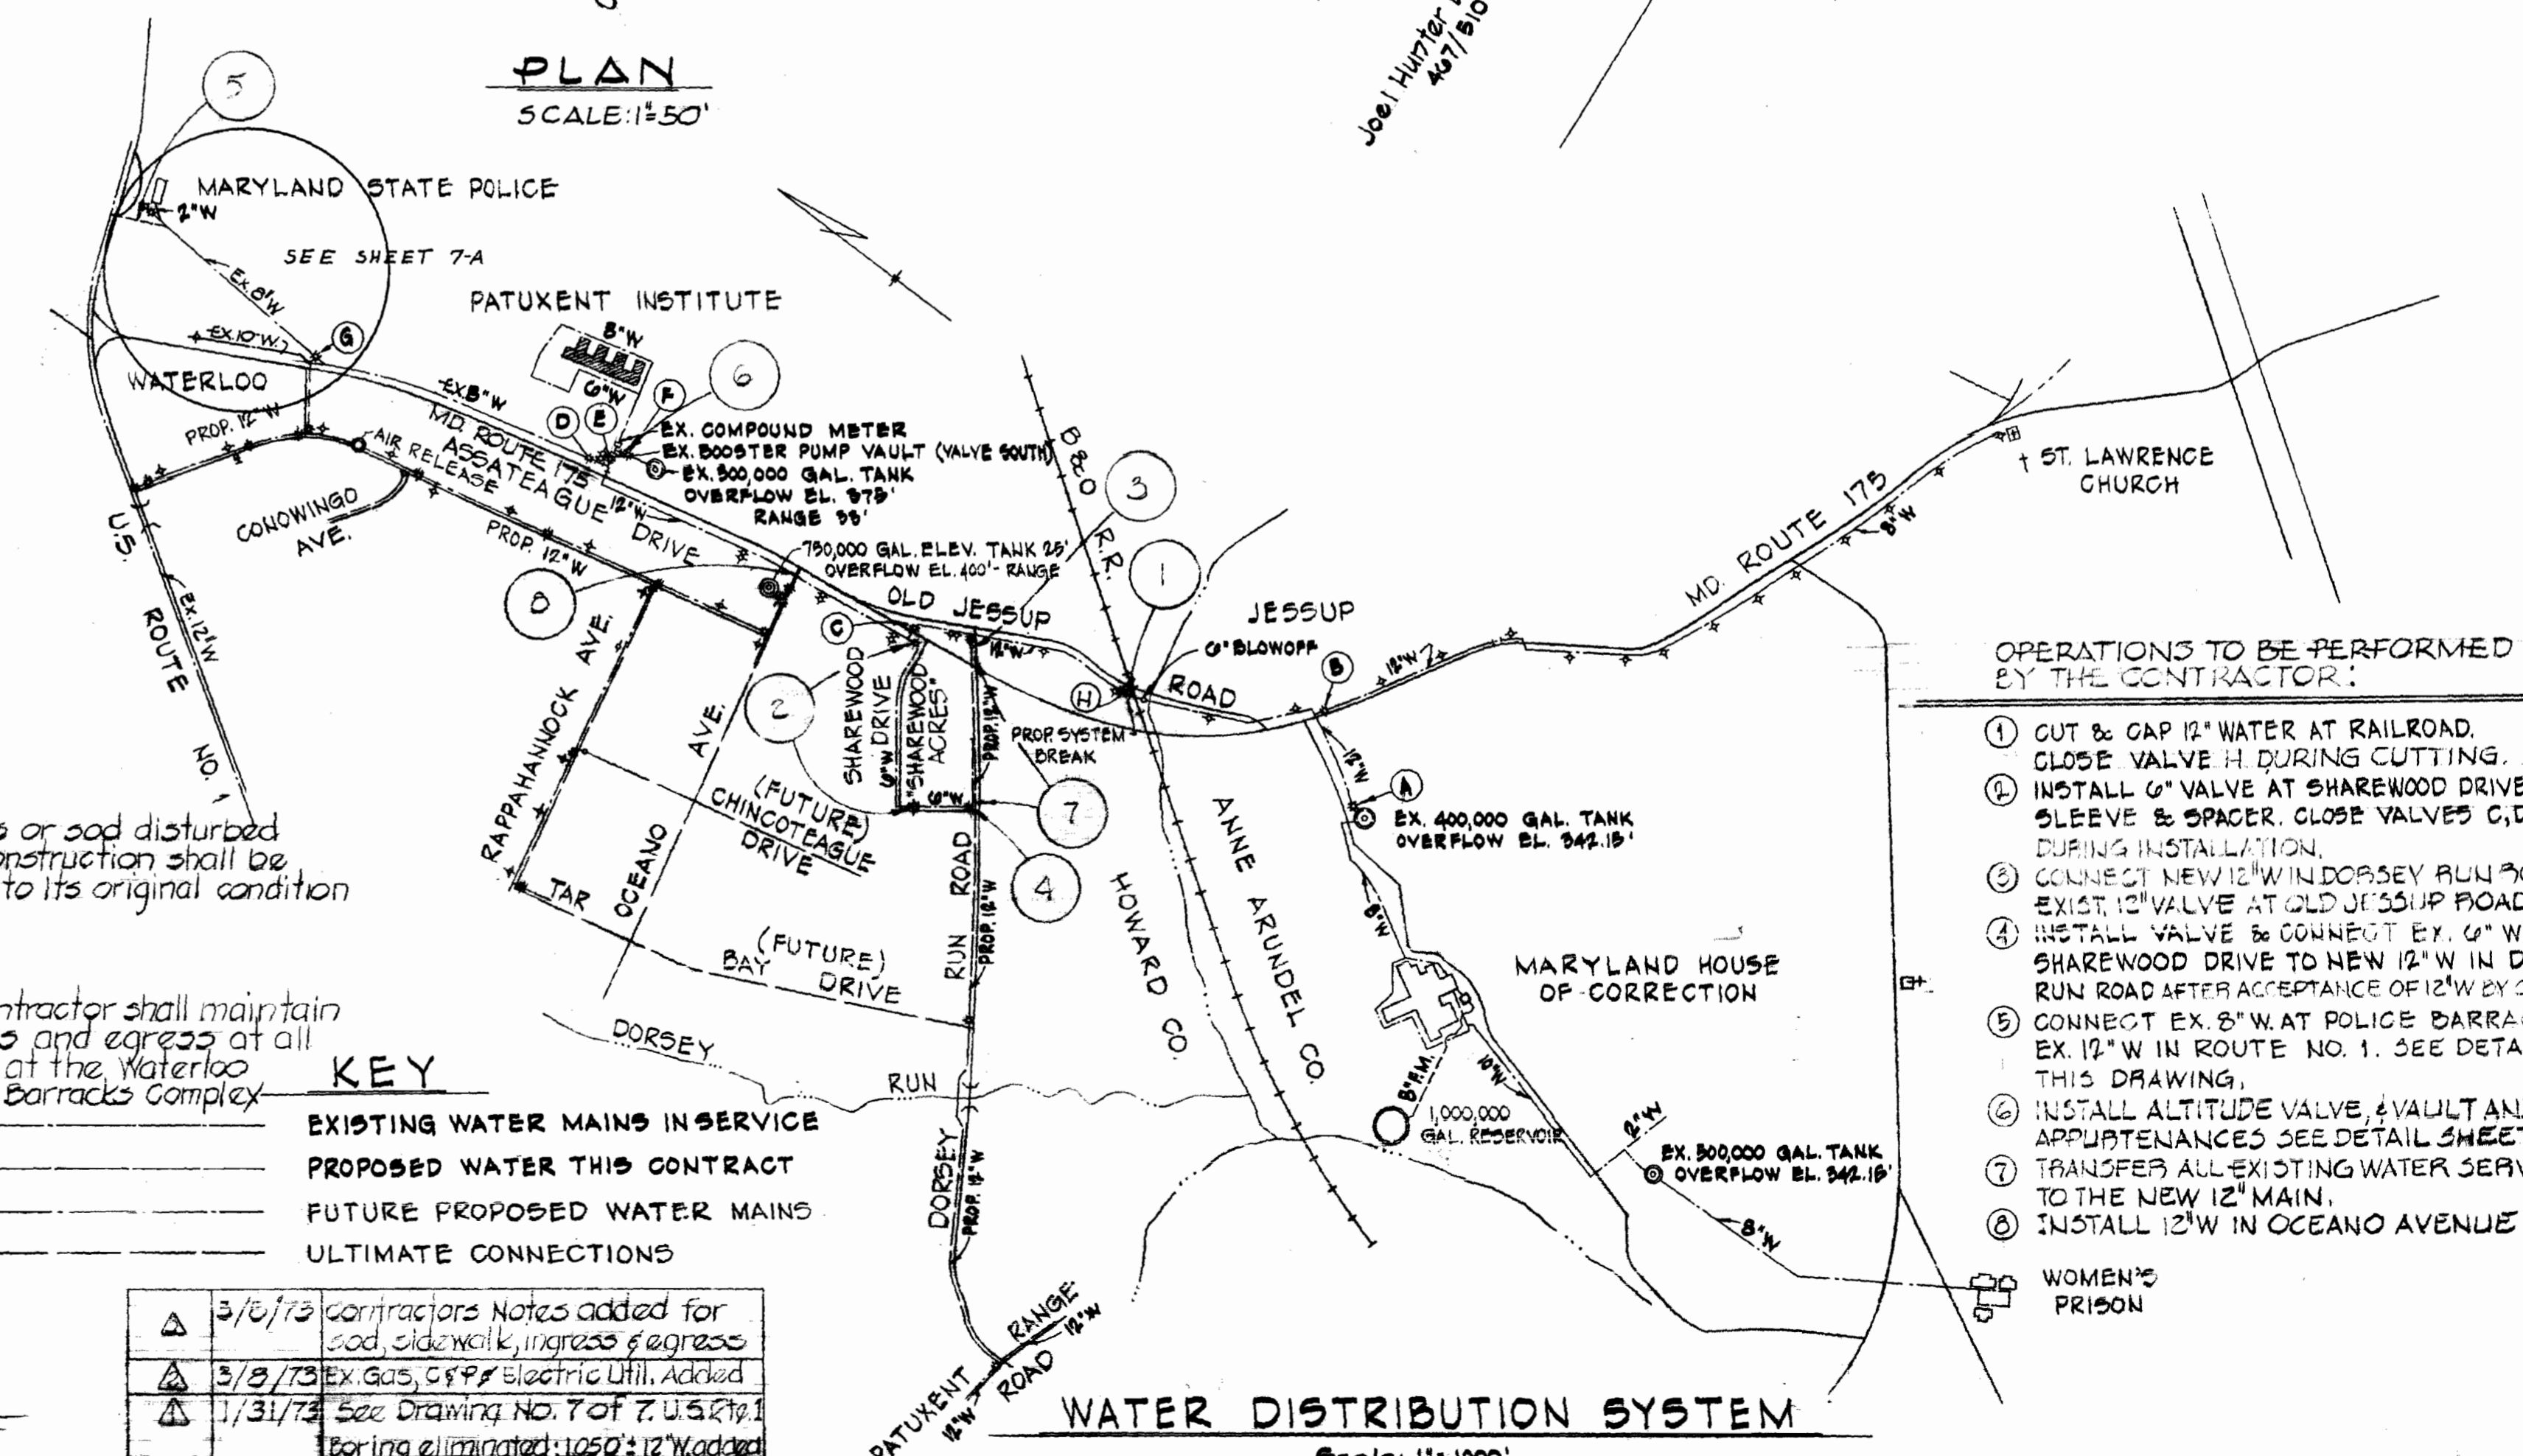 PLAN
SCALE: 1"=50'
Joel Hunter
467/510
5
MARYLAND STATE POLICE
2"W
SEE SHEET 7-A
EX. 8"W
PATUXENT INSTITUTE
8"W
6"W
EX. 10"W.
G
WATERLOO
PROP. 12"W
EX. 8"W
MD. ROUTE 175
ASSATEAGUE DRIVE
AIR RELEASE
12"W
D
E
F
6
EX. COMPOUND METER
EX. BOOSTER PUMP VAULT (VALVE SOUTH)
EX. 300,000 GAL. TANK
OVERFLOW EL. 375'
RANGE 35'
CONOWINGO
AVE.
PROP. 12"W
U.S. ROUTE NO. 1
EX. 12"W
750,000 GAL. ELEV. TANK 25'
OVERFLOW EL. 400'- RANGE
8
C
OLD JESSUP ROAD
B&O R.R.
3
1
JESSUP
6" BLOWOFF
H
B
12"W
12"W
MD. ROUTE 175
8"W
† ST. LAWRENCE
CHURCH
RAPPAHANNOCK AVE.
OCEANO AVE.
2
SHAREWOOD
DRIVE
6"W
"SHAREWOOD
ACRES"
6"W
PROP. 12"W
PROP. SYSTEM
BREAK
7
4
(FUTURE)
CHINCOTEAGUE
DRIVE
12"W
A
EX. 400,000 GAL. TANK
OVERFLOW EL. 342.15'
8"W
HOWARD CO.
ANNE ARUNDEL CO.
TAR BAY DRIVE
(FUTURE)
DORSEY RUN
DORSEY RUN ROAD
PROP. 12"W
PROP. 12"W
MARYLAND HOUSE
OF CORRECTION
8" F.M.
10"W
1,000,000
GAL. RESERVOIR
2"W
EX. 500,000 GAL. TANK
OVERFLOW EL. 342.15'
8"W
WOMEN'S
PRISON
PATUXENT RANGE
ROAD
12"W
12"W
s or sod disturbed
onstruction shall be
to its original condition
ntractor shall maintain
s and egress at all
at the Waterloo
Barracks Complex
KEY
EXISTING WATER MAINS IN SERVICE
PROPOSED WATER THIS CONTRACT
FUTURE PROPOSED WATER MAINS
ULTIMATE CONNECTIONS
3/8/73 Contractors Notes added for
sod, sidewalk, ingress & egress
2 3/8/73 Ex. Gas, C&P & Electric Util. Added
1 1/31/73 See Drawing No. 7 of 7. U.S. Rte. 1
Boring eliminated; 1050'± 12"W. added
OPERATIONS TO BE PERFORMED
BY THE CONTRACTOR:
1 CUT & CAP 12" WATER AT RAILROAD.
CLOSE VALVE H DURING CUTTING.
2 INSTALL 6" VALVE AT SHAREWOOD DRIVE
SLEEVE & SPACER. CLOSE VALVES C, D
DURING INSTALLATION.
3 CONNECT NEW 12"W IN DORSEY RUN RO
EXIST. 12" VALVE AT OLD JESSUP ROAD
4 INSTALL VALVE & CONNECT EX. 6" W
SHAREWOOD DRIVE TO NEW 12" W IN D
RUN ROAD AFTER ACCEPTANCE OF 12"W BY
5 CONNECT EX. 8" W. AT POLICE BARRA
EX. 12" W IN ROUTE NO. 1. SEE DETA
THIS DRAWING.
6 INSTALL ALTITUDE VALVE, & VAULT AN
APPURTENANCES SEE DETAIL SHEET
7 TRANSFER ALL EXISTING WATER SERV
TO THE NEW 12" MAIN.
8 INSTALL 12"W IN OCEANO AVENUE
WATER DISTRIBUTION SYSTEM
Scale: 1"=1000'